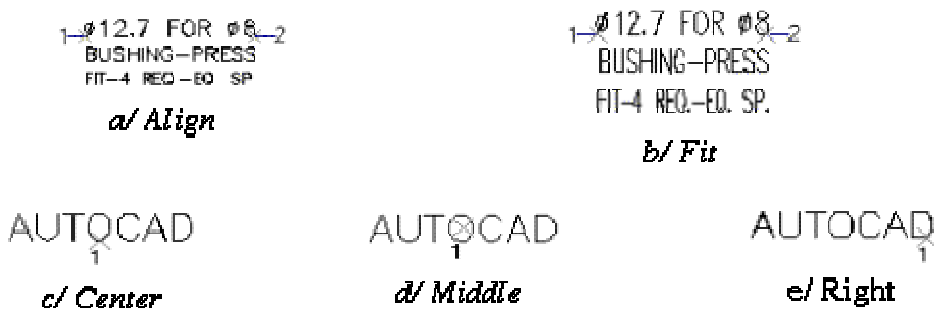 1 ø12.7 FOR ø8 2
BUSHING-PRESS
FIT-4 REQ-EQ SP
a/ Align
1 ø12.7 FOR ø8 2
BUSHING-PRESS
FIT-4 REQ.-EQ. SP.
b/ Fit
AUTOCAD
1
c/ Center
AUTOCAD
1
d/ Middle
AUTOCAD
1
e/ Right